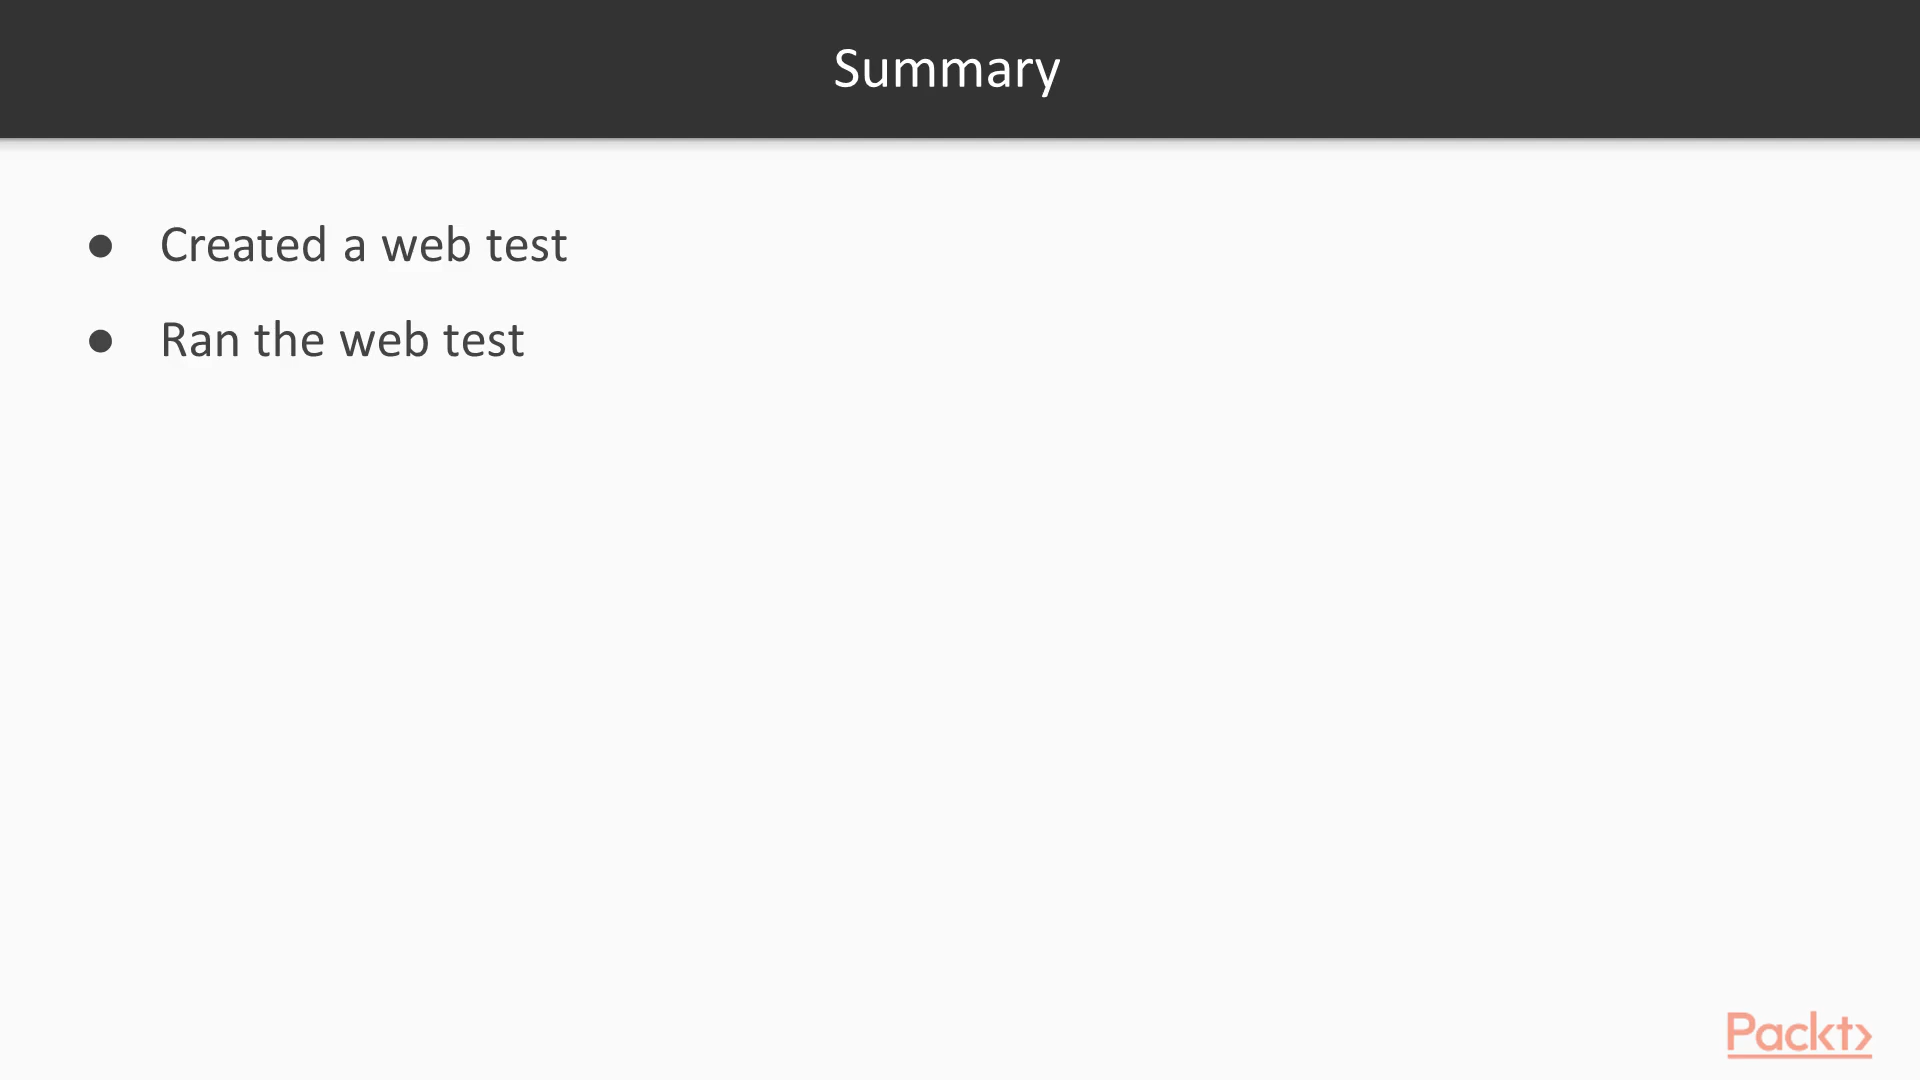 Summary
● Created a web test
● Ran the web test
Packt>